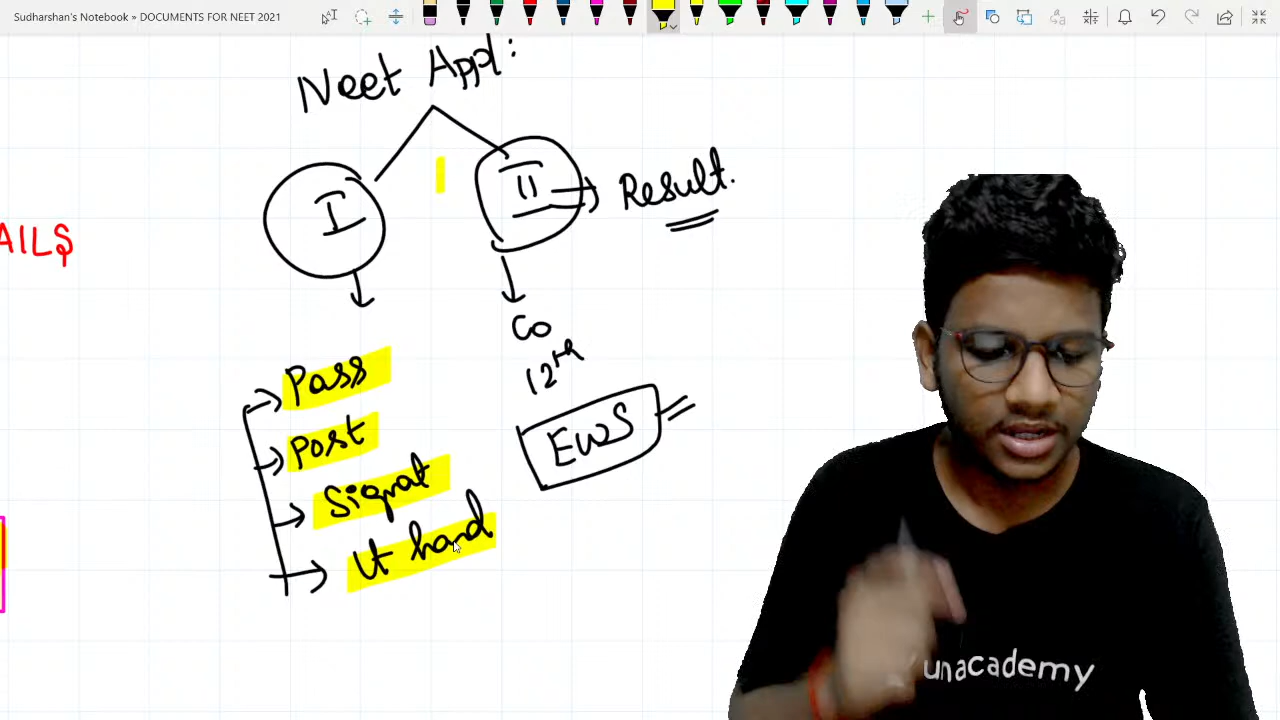 Sudharshan's Notebook » DOCUMENTS FOR NEET 2021
Neet Appl:
I
II
Result.
AILS
Co
12th
Pass
Post
EWS
Signat
lt hand
unacademy